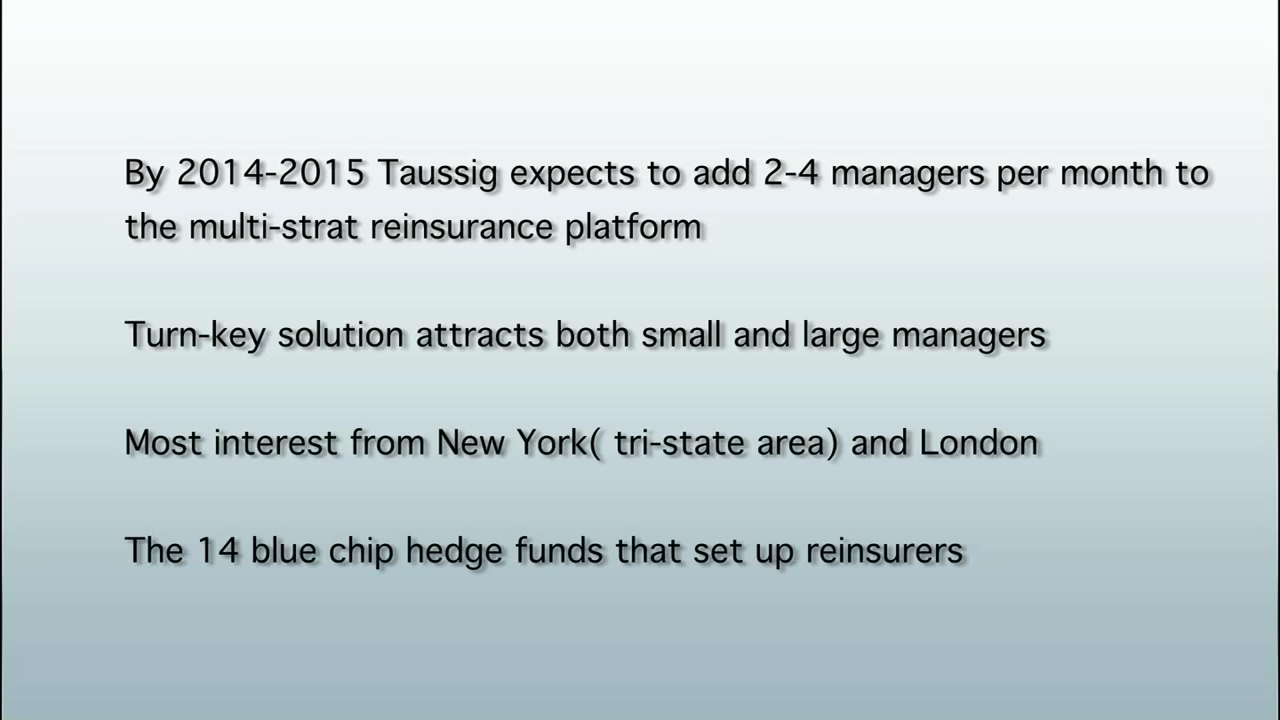 By 2014-2015 Taussig expects to add 2-4 managers per month to
the multi-strat reinsurance platform
Turn-key solution attracts both small and large managers
Most interest from New York( tri-state area) and London
The 14 blue chip hedge funds that set up reinsurers